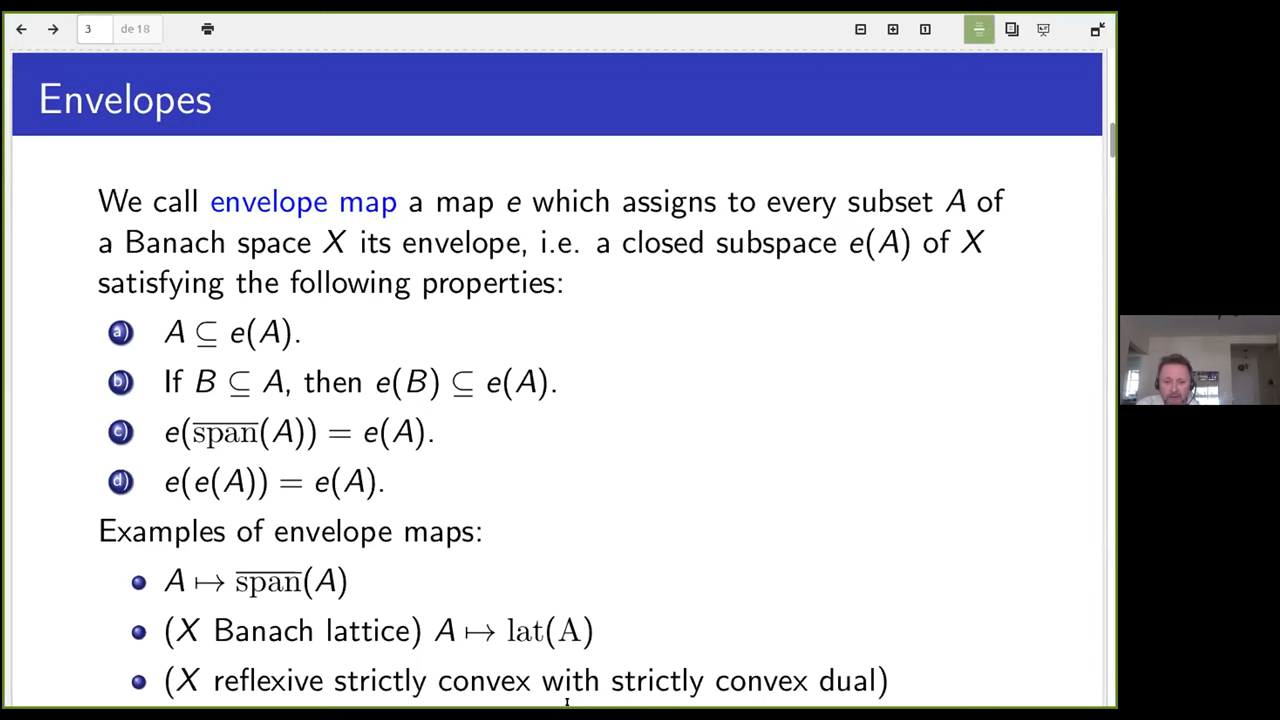 3 de 18
Envelopes
We call envelope map a map e which assigns to every subset A of
a Banach space X its envelope, i.e. a closed subspace e(A) of X
satisfying the following properties:
a) A ⊆ e(A).
b) If B ⊆ A, then e(B) ⊆ e(A).
c) e(s̅p̅a̅n̅(A)) = e(A).
d) e(e(A)) = e(A).
Examples of envelope maps:
• A ↦ s̅p̅a̅n̅(A)
• (X Banach lattice) A ↦ lat(A)
• (X reflexive strictly convex with strictly convex dual)